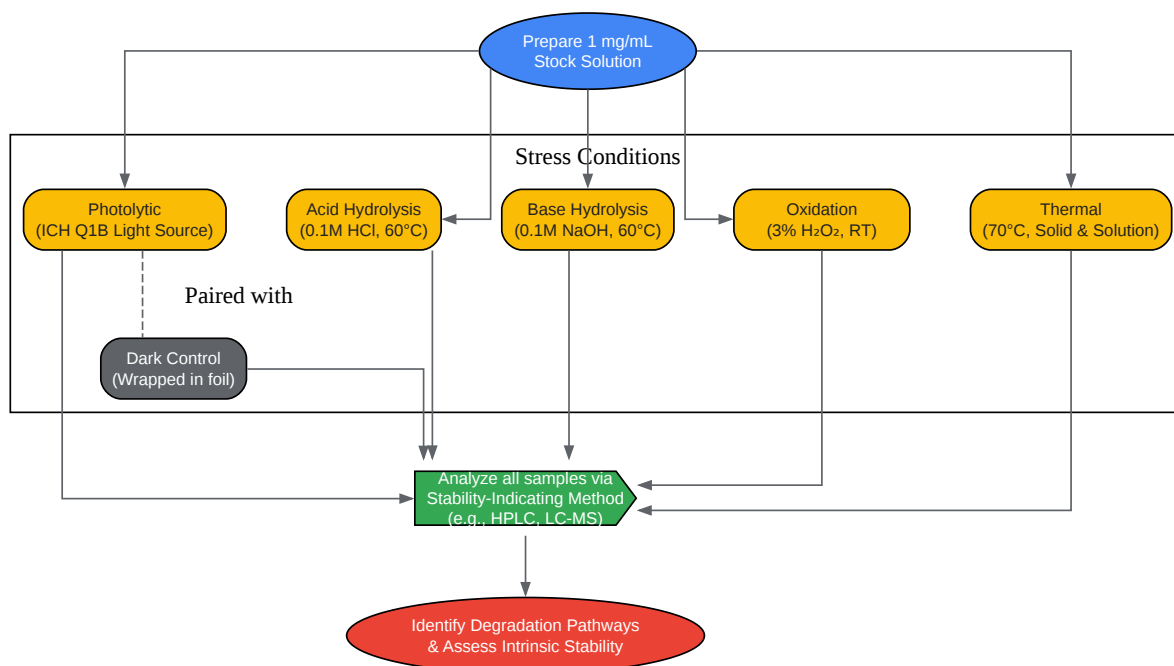 Prepare 1 mg/mL
Stock Solution
Stress Conditions
Photolytic
(ICH Q1B Light Source)
Acid Hydrolysis
(0.1M HCl, 60°C)
Base Hydrolysis
(0.1M NaOH, 60°C)
Oxidation
(3% H₂O₂, RT)
Thermal
(70°C, Solid & Solution)
Paired with
Dark Control
(Wrapped in foil)
Analyze all samples via
Stability-Indicating Method
(e.g., HPLC, LC-MS)
Identify Degradation Pathways
& Assess Intrinsic Stability